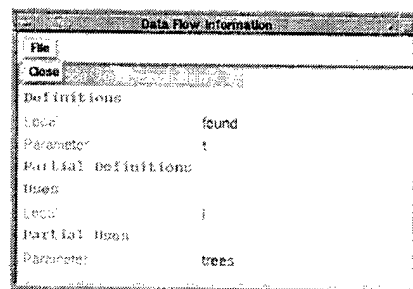 Data Flow Information
File
Close
Definitions
Local found
Parameter t
Partial Definitions
Uses
Local i
Partial Uses
Parameter trees